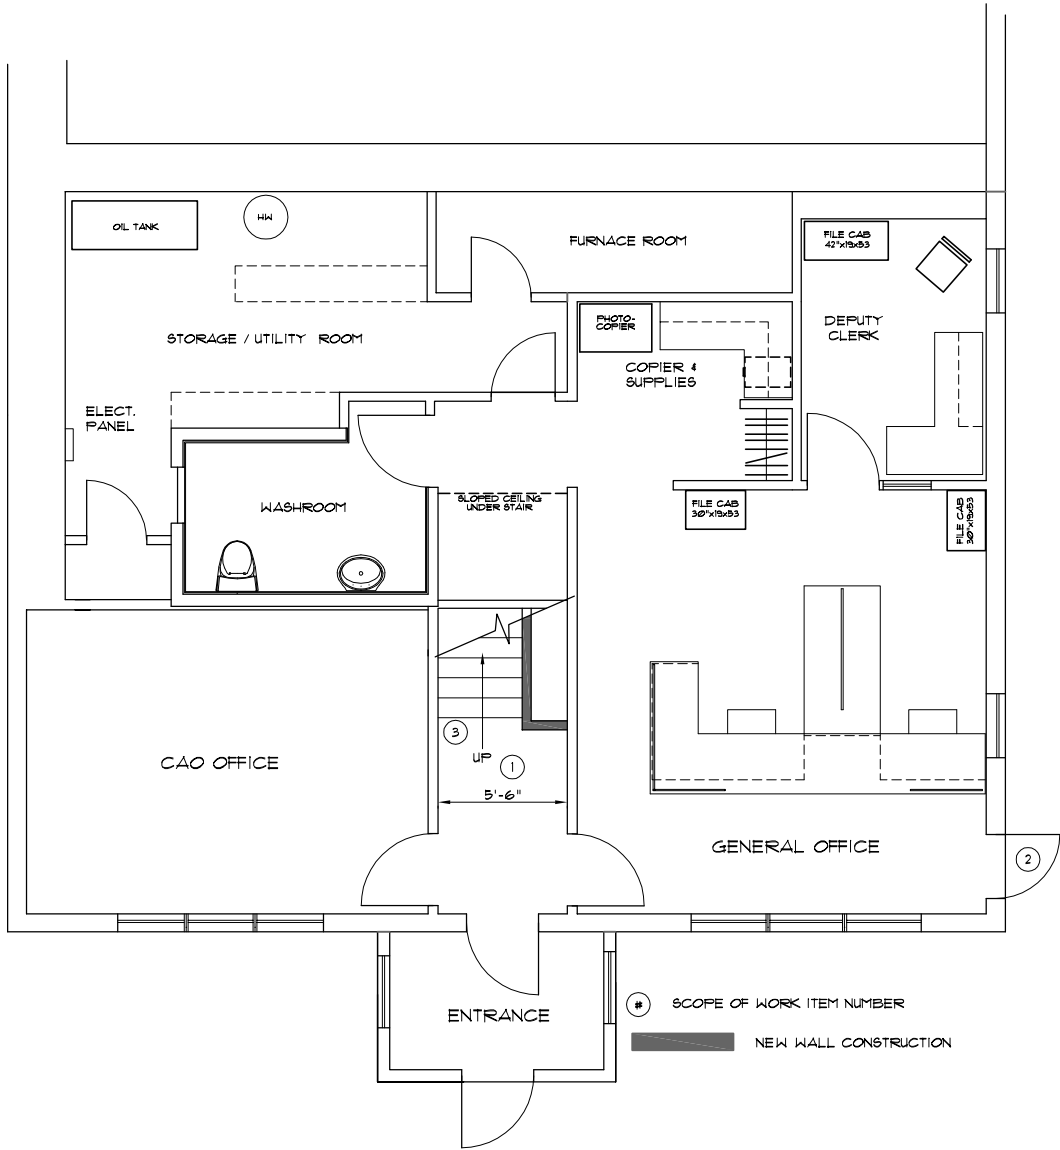 OIL TANK
HW
FURNACE ROOM
FILE CAB
42"x19x53
PHOTO-
COPIER
DEPUTY
CLERK
STORAGE / UTILITY ROOM
COPIER &
SUPPLIES
ELECT.
PANEL
WASHROOM
SLOPED CEILING
UNDER STAIR
FILE CAB
30"x19x53
FILE CAB
30"x19x53
3
UP
1
CAO OFFICE
5'-6"
GENERAL OFFICE
2
ENTRANCE
# SCOPE OF WORK ITEM NUMBER
NEW WALL CONSTRUCTION